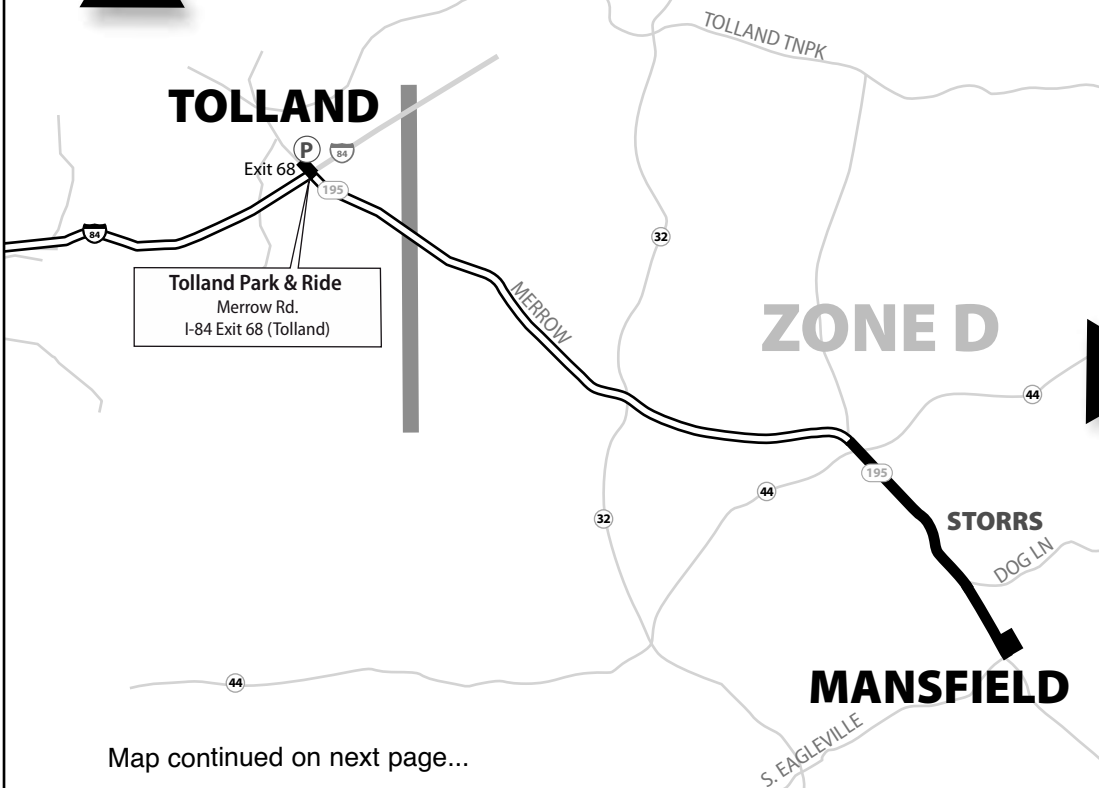 TOLLAND TNPK
TOLLAND
P
84
Exit 68
195
84
32
Tolland Park & Ride
Merrow Rd.
I-84 Exit 68 (Tolland)
MERROW
ZONE D
44
195
44
32
STORRS
DOG LN
44
MANSFIELD
S. EAGLEVILLE
Map continued on next page...